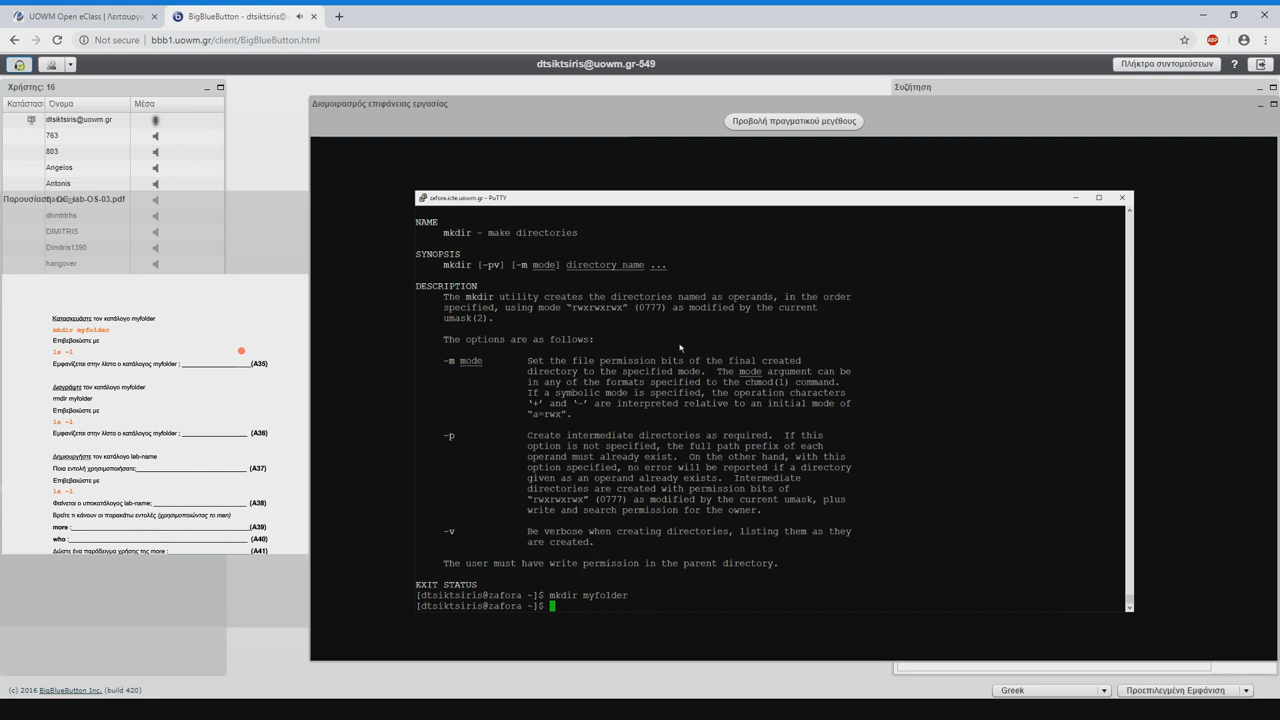 UOWM Open eClass | Λειτουργι
BigBlueButton - dtsiktsiris@
Not secure
bbb1.uowm.gr/client/BigBlueButton.html
ABP
dtsiktsiris@uowm.gr-549
Πλήκτρα συντομεύσεων
?
Χρήστης: 16
Κατάστασ
Όνομα
Μέσα
dtsiktsiris@uowm.gr
763
803
Angelos
Antonis
Παρουσίαση: OC_lab-OS-03.pdf
dhmhtrhs
DIMITRIS
Dimitris1390
hangover
Κατασκευάστε τον κατάλογο myfolder
mkdir myfolder
Επιβεβαιώστε με
ls -l
Εμφανίζεται στην λίστα ο κατάλογος myfolder ; (A35)
Διαγράψτε τον κατάλογο myfolder
rmdir myfolder
Επιβεβαιώστε με
ls -l
Εμφανίζεται στην λίστα ο κατάλογος myfolder ; (A36)
Δημιουργήστε τον κατάλογο lab-name
Ποια εντολή χρησιμοποιήσατε; (A37)
Επιβεβαιώστε με
ls -l
Φαίνεται ο υποκατάλογος lab-name; (A38)
Βρείτε τι κάνουν οι παρακάτω εντολές (χρησιμοποιώντας το man)
more : (A39)
who : (A40)
Δώστε ένα παράδειγμα χρήσης της more : (A41)
Διαμοιρασμός επιφάνειας εργασίας
Προβολή πραγματικού μεγέθους
Συζήτηση
zafora.icte.uowm.gr - PuTTY
NAME
mkdir - make directories
SYNOPSIS
mkdir [-pv] [-m mode] directory_name ...
DESCRIPTION
The mkdir utility creates the directories named as operands, in the order
specified, using mode “rwxrwxrwx” (0777) as modified by the current
umask(2).
The options are as follows:
-m mode Set the file permission bits of the final created
directory to the specified mode. The mode argument can be
in any of the formats specified to the chmod(1) command.
If a symbolic mode is specified, the operation characters
‘+’ and ‘-’ are interpreted relative to an initial mode of
“a=rwx”.
-p Create intermediate directories as required. If this
option is not specified, the full path prefix of each
operand must already exist. On the other hand, with this
option specified, no error will be reported if a directory
given as an operand already exists. Intermediate
directories are created with permission bits of
“rwxrwxrwx” (0777) as modified by the current umask, plus
write and search permission for the owner.
-v Be verbose when creating directories, listing them as they
are created.
The user must have write permission in the parent directory.
EXIT STATUS
[dtsiktsiris@zafora ~]$ mkdir myfolder
[dtsiktsiris@zafora ~]$
(c) 2016 BigBlueButton Inc. (build 420)
Greek
Προεπιλεγμένη Εμφάνιση